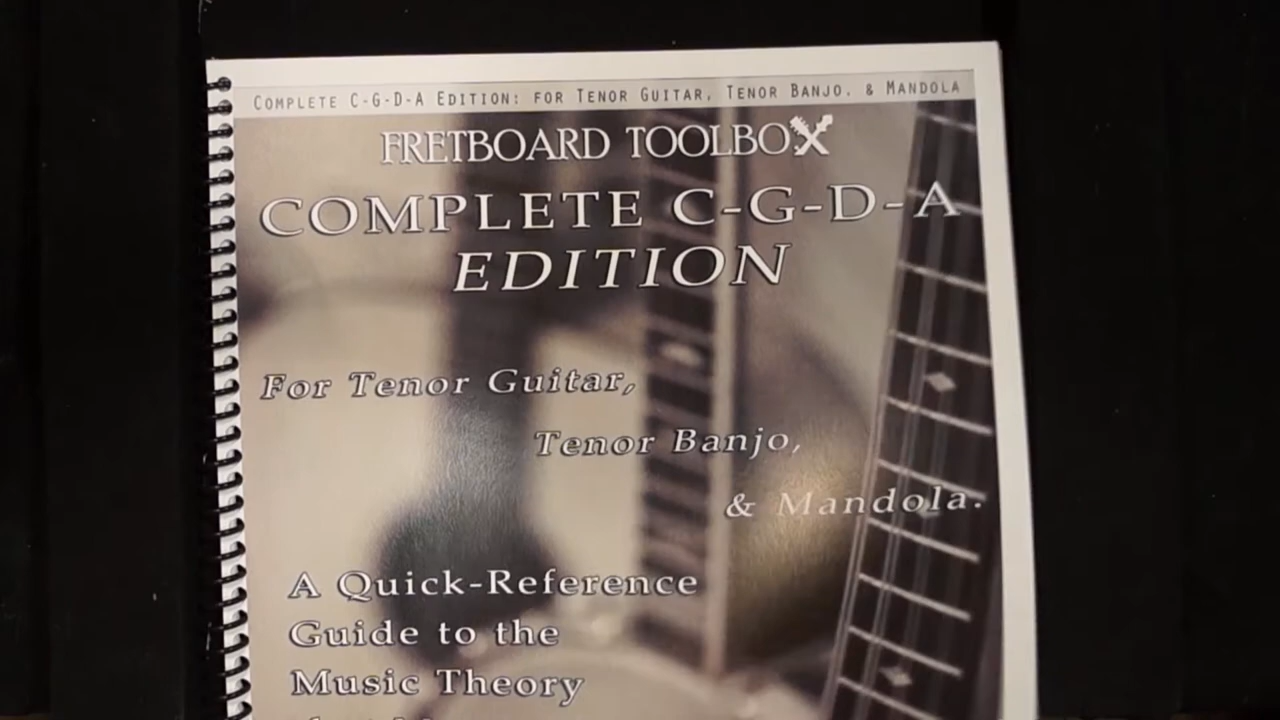 COMPLETE C-G-D-A EDITION: FOR TENOR GUITAR, TENOR BANJO, & MANDOLA
FRETBOARD TOOLBOX
COMPLETE C-G-D-A
EDITION
For Tenor Guitar,
Tenor Banjo,
& Mandola.
A Quick-Reference
Guide to the
Music Theory